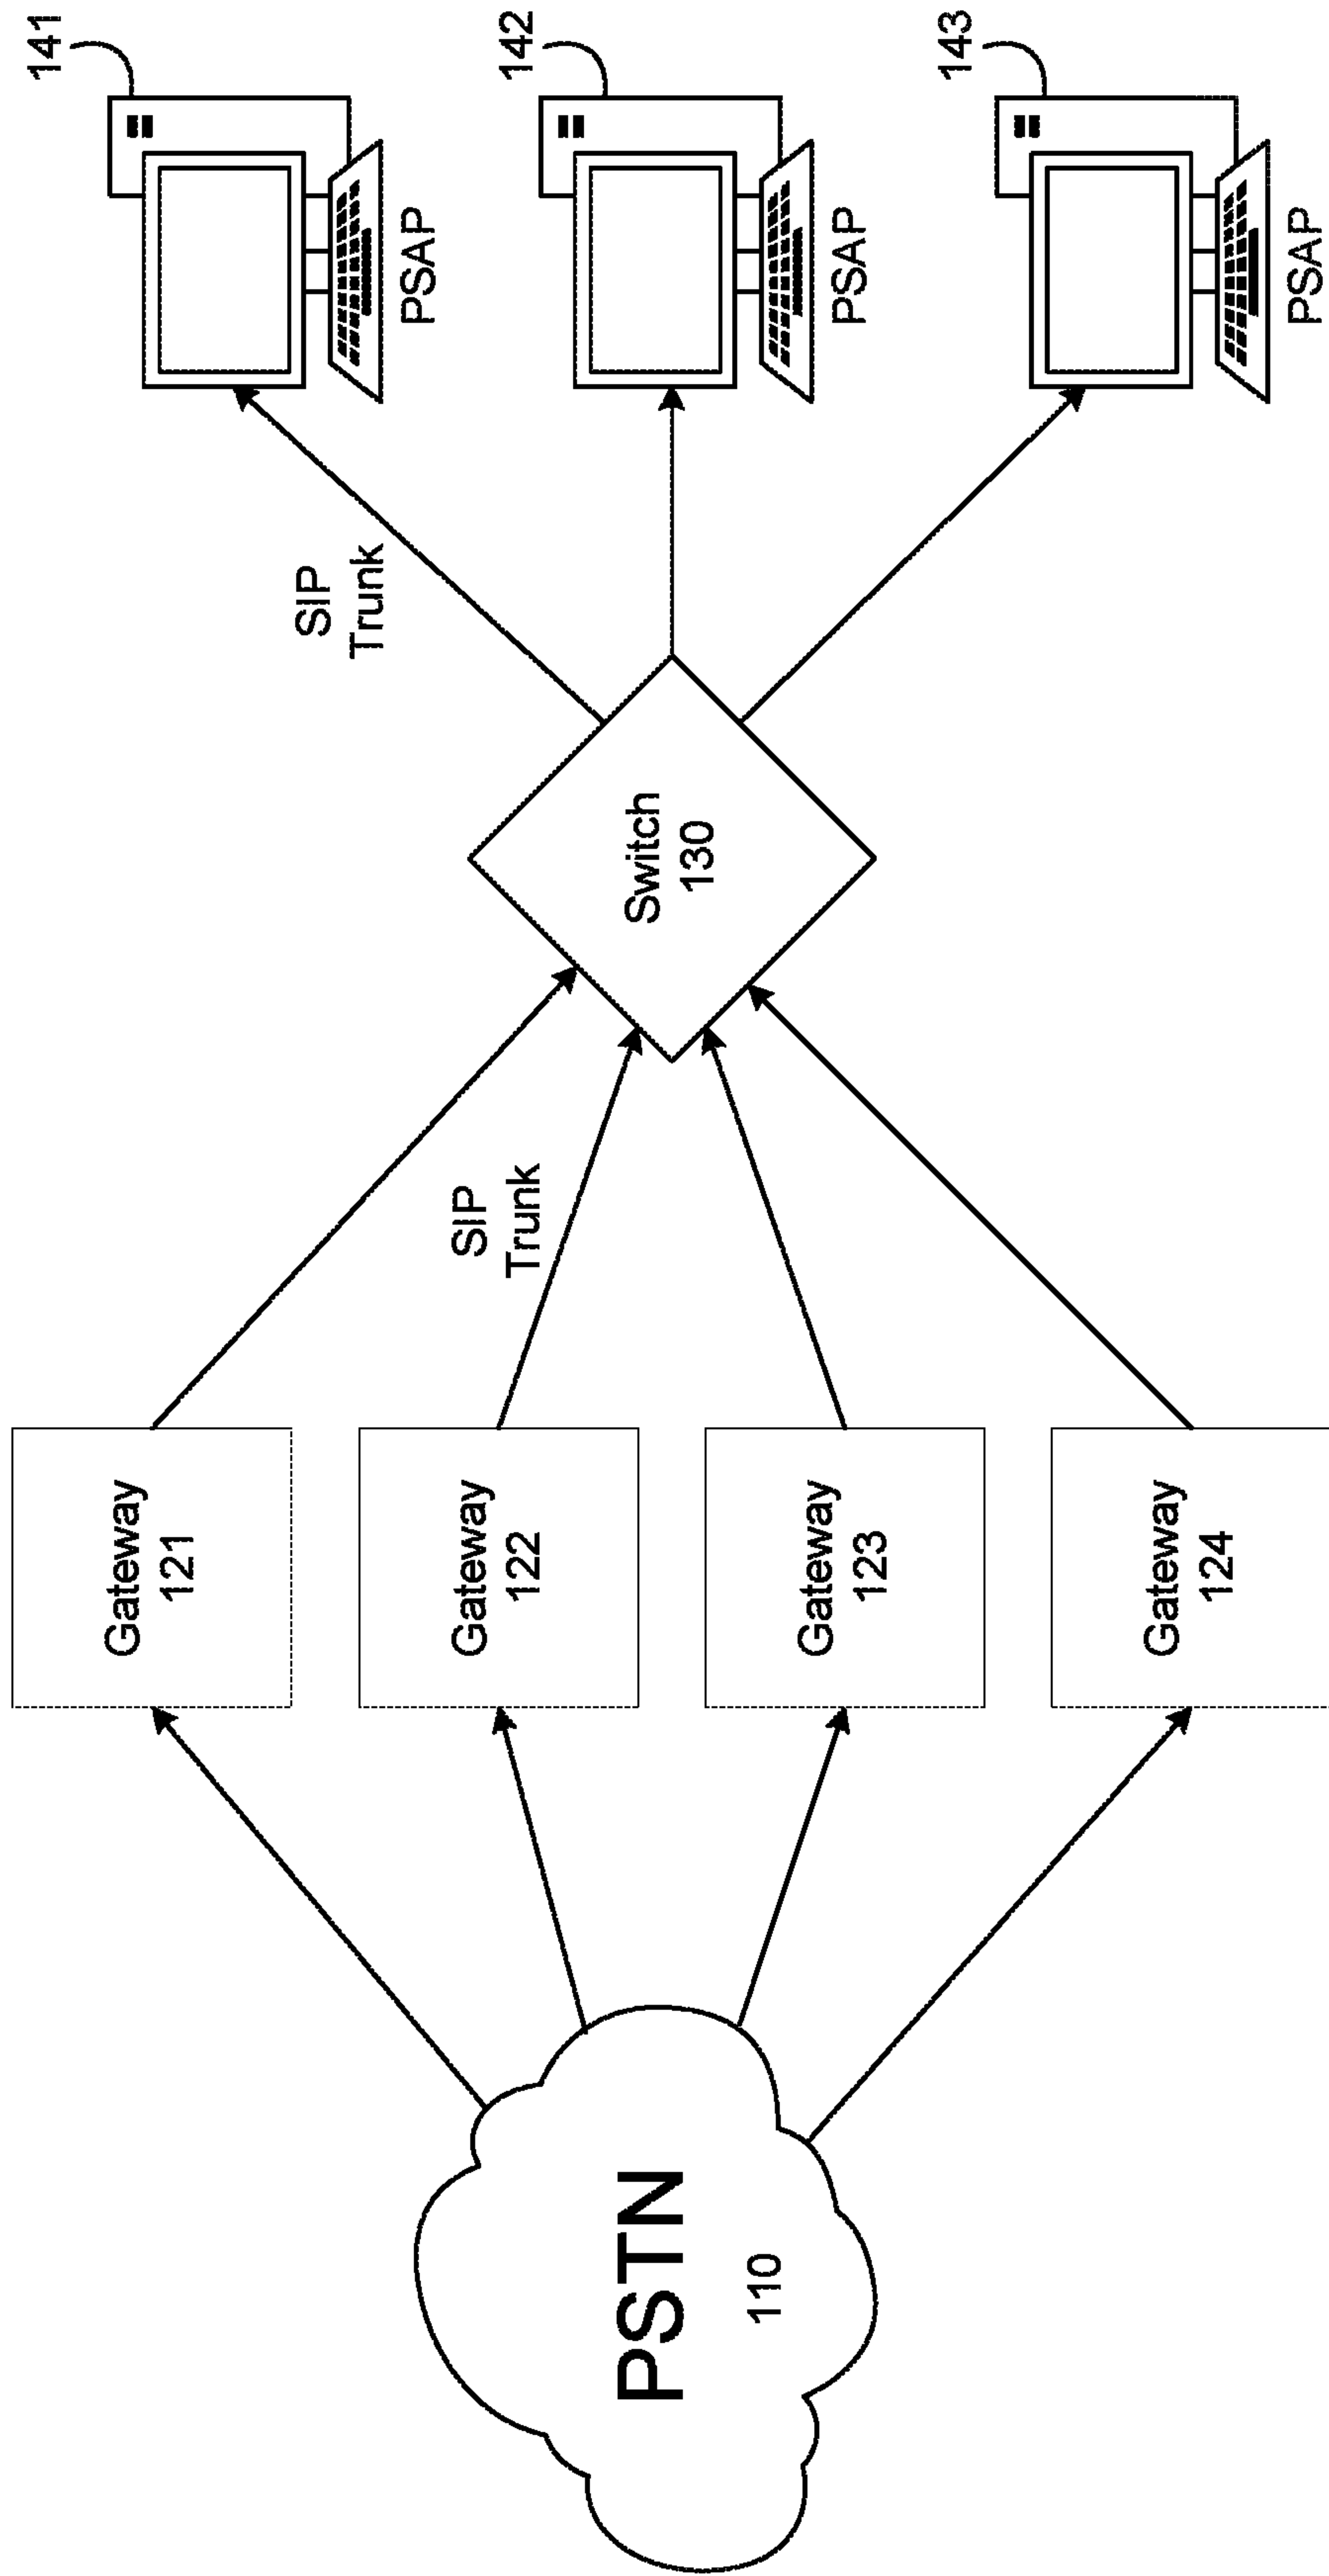 PSTN
110
Gateway
121
Gateway
122
Gateway
123
Gateway
124
SIP
Trunk
Switch
130
SIP
Trunk
141
PSAP
142
PSAP
143
PSAP